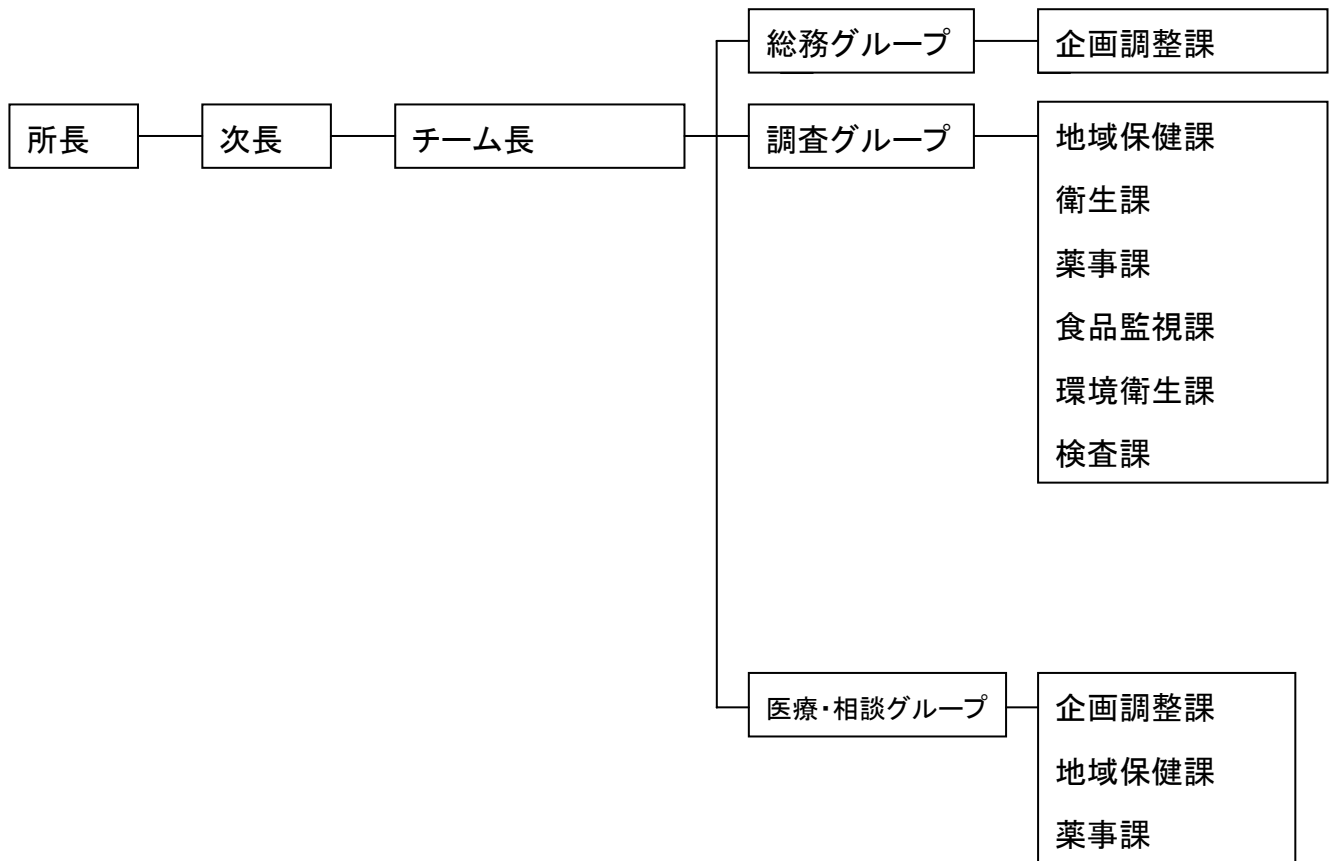 総務グループ
企画調整課
所長
次長
チーム長
調査グループ
地域保健課
衛生課
薬事課
食品監視課
環境衛生課
検査課
医療・相談グループ
企画調整課
地域保健課
薬事課